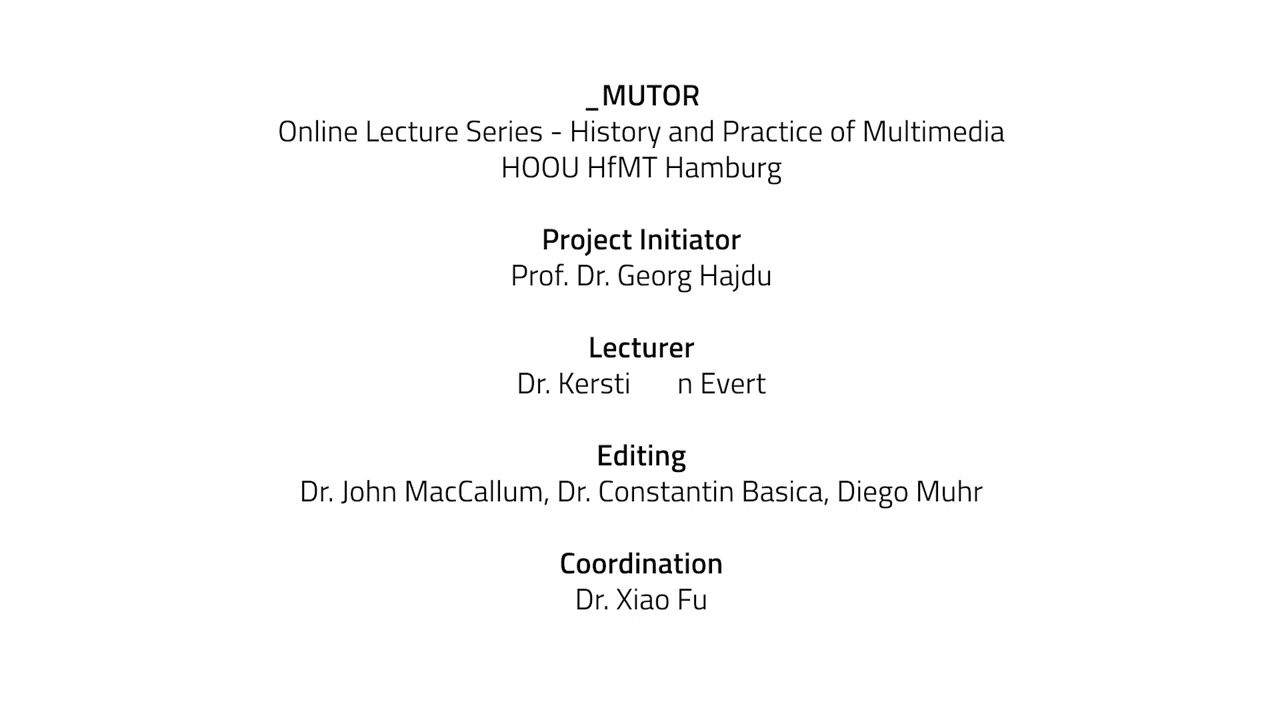 _MUTOR
Online Lecture Series - History and Practice of Multimedia
HOOU HfMT Hamburg
Project Initiator
Prof. Dr. Georg Hajdu
Lecturer
Dr. Kersti n Evert
Editing
Dr. John MacCallum, Dr. Constantin Basica, Diego Muhr
Coordination
Dr. Xiao Fu